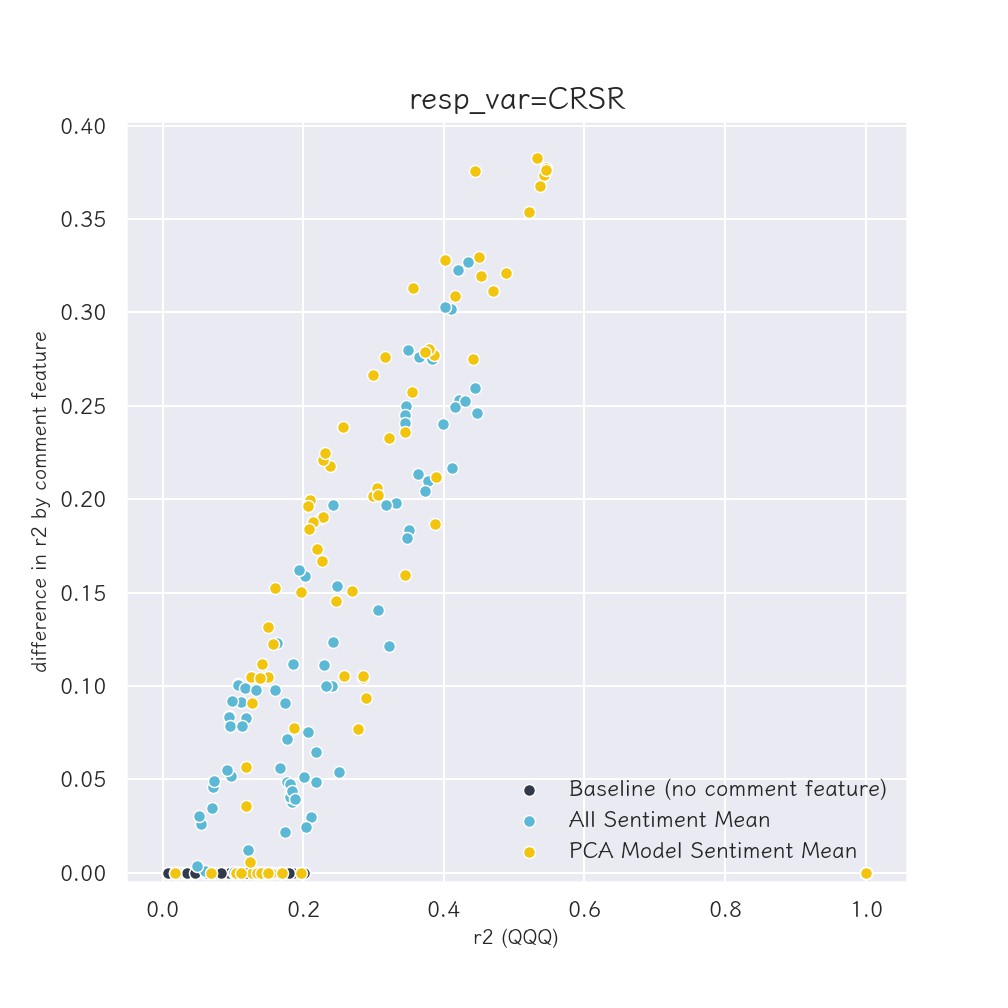 resp_var=CRSR
0.40
0.35
0.30
0.25
0.20
0.15
0.10
0.05
0.00
difference in r2 by comment feature
Baseline (no comment feature)
All Sentiment Mean
PCA Model Sentiment Mean
0.0 0.2 0.4 0.6 0.8 1.0
r2 (QQQ)